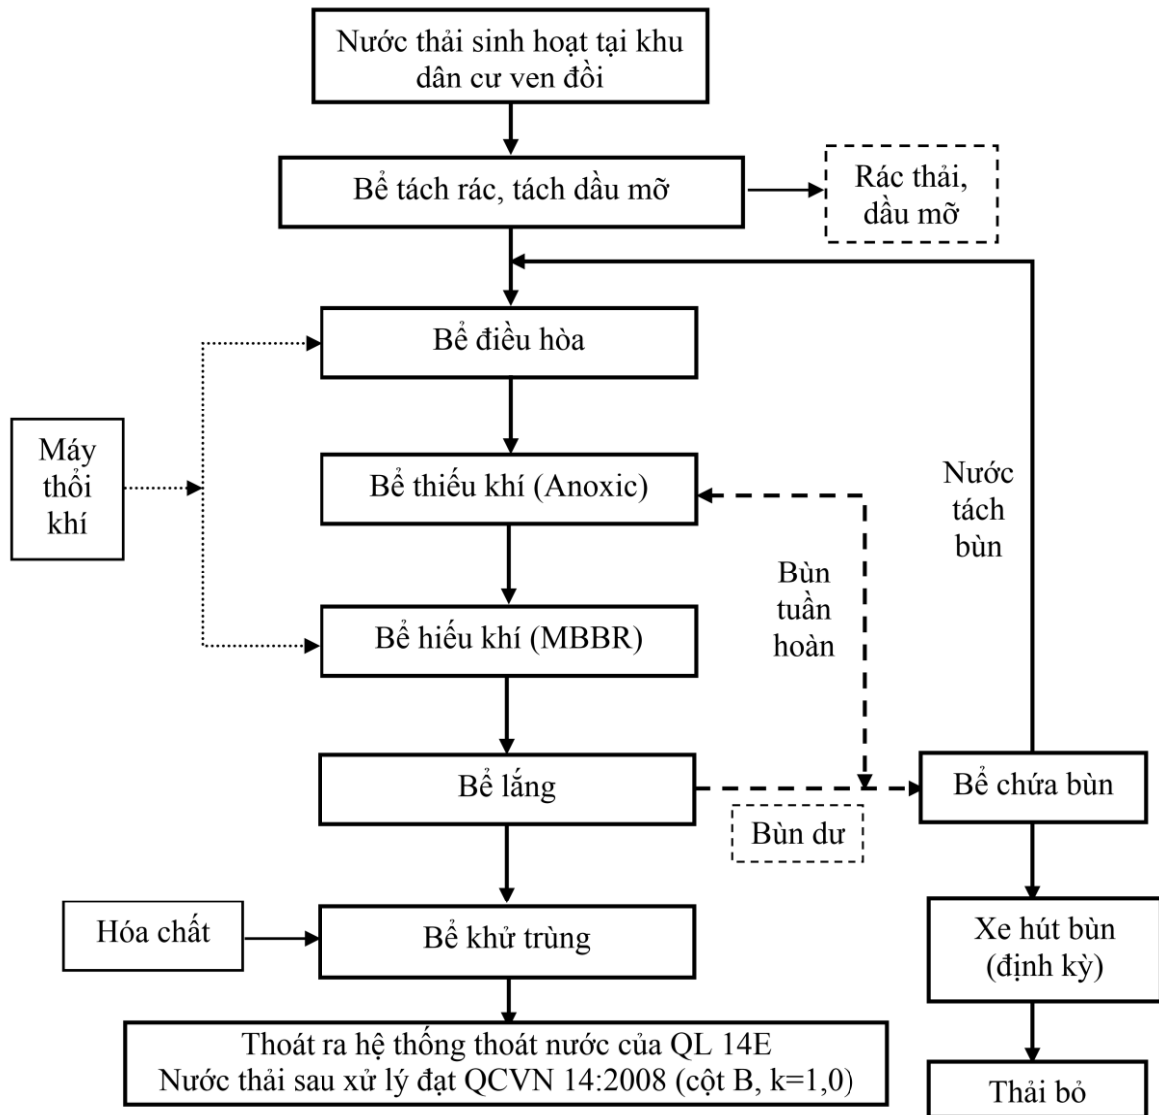 Nước thải sinh hoạt tại khu
dân cư ven đồi
Bể tách rác, tách dầu mỡ
Rác thải,
dầu mỡ
Bể điều hòa
Máy
thổi
khí
Bể thiếu khí (Anoxic)
Nước
tách
bùn
Bùn
tuần
hoàn
Bể hiếu khí (MBBR)
Bể lắng
Bể chứa bùn
Bùn dư
Hóa chất
Bể khử trùng
Xe hút bùn
(định kỳ)
Thoát ra hệ thống thoát nước của QL 14E
Nước thải sau xử lý đạt QCVN 14:2008 (cột B, k=1,0)
Thải bỏ